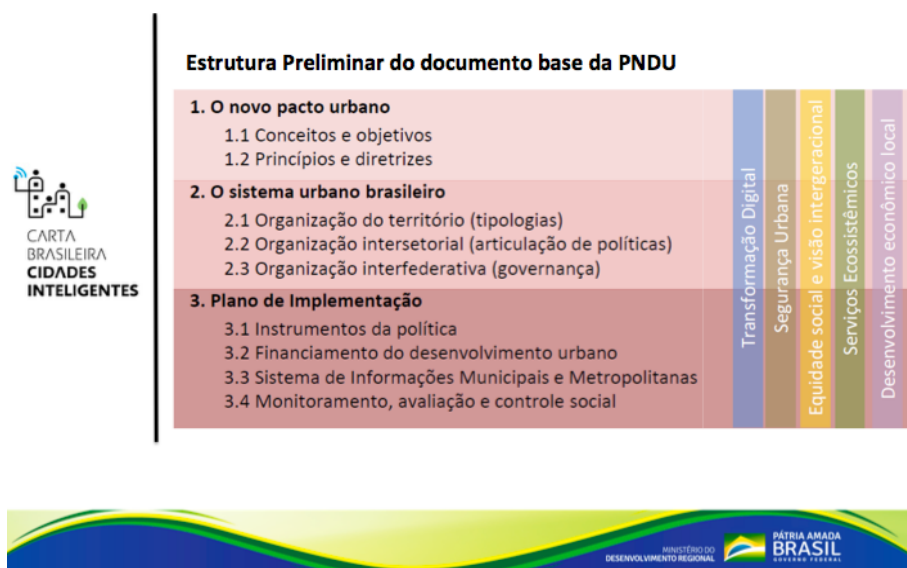 Estrutura Preliminar do documento base da PNDU
1. O novo pacto urbano
1.1 Conceitos e objetivos
1.2 Princípios e diretrizes
2. O sistema urbano brasileiro
2.1 Organização do território (tipologias)
2.2 Organização intersetorial (articulação de políticas)
2.3 Organização interfederativa (governança)
3. Plano de Implementação
3.1 Instrumentos da política
3.2 Financiamento do desenvolvimento urbano
3.3 Sistema de Informações Municipais e Metropolitanas
3.4 Monitoramento, avaliação e controle social
Transformação Digital
Segurança Urbana
Equidade social e visão intergeracional
Serviços Ecossistêmicos
Desenvolvimento econômico local
CARTA
BRASILEIRA
CIDADES
INTELIGENTES
MINISTÉRIO DO
DESENVOLVIMENTO REGIONAL
PÁTRIA AMADA
BRASIL
GOVERNO FEDERAL